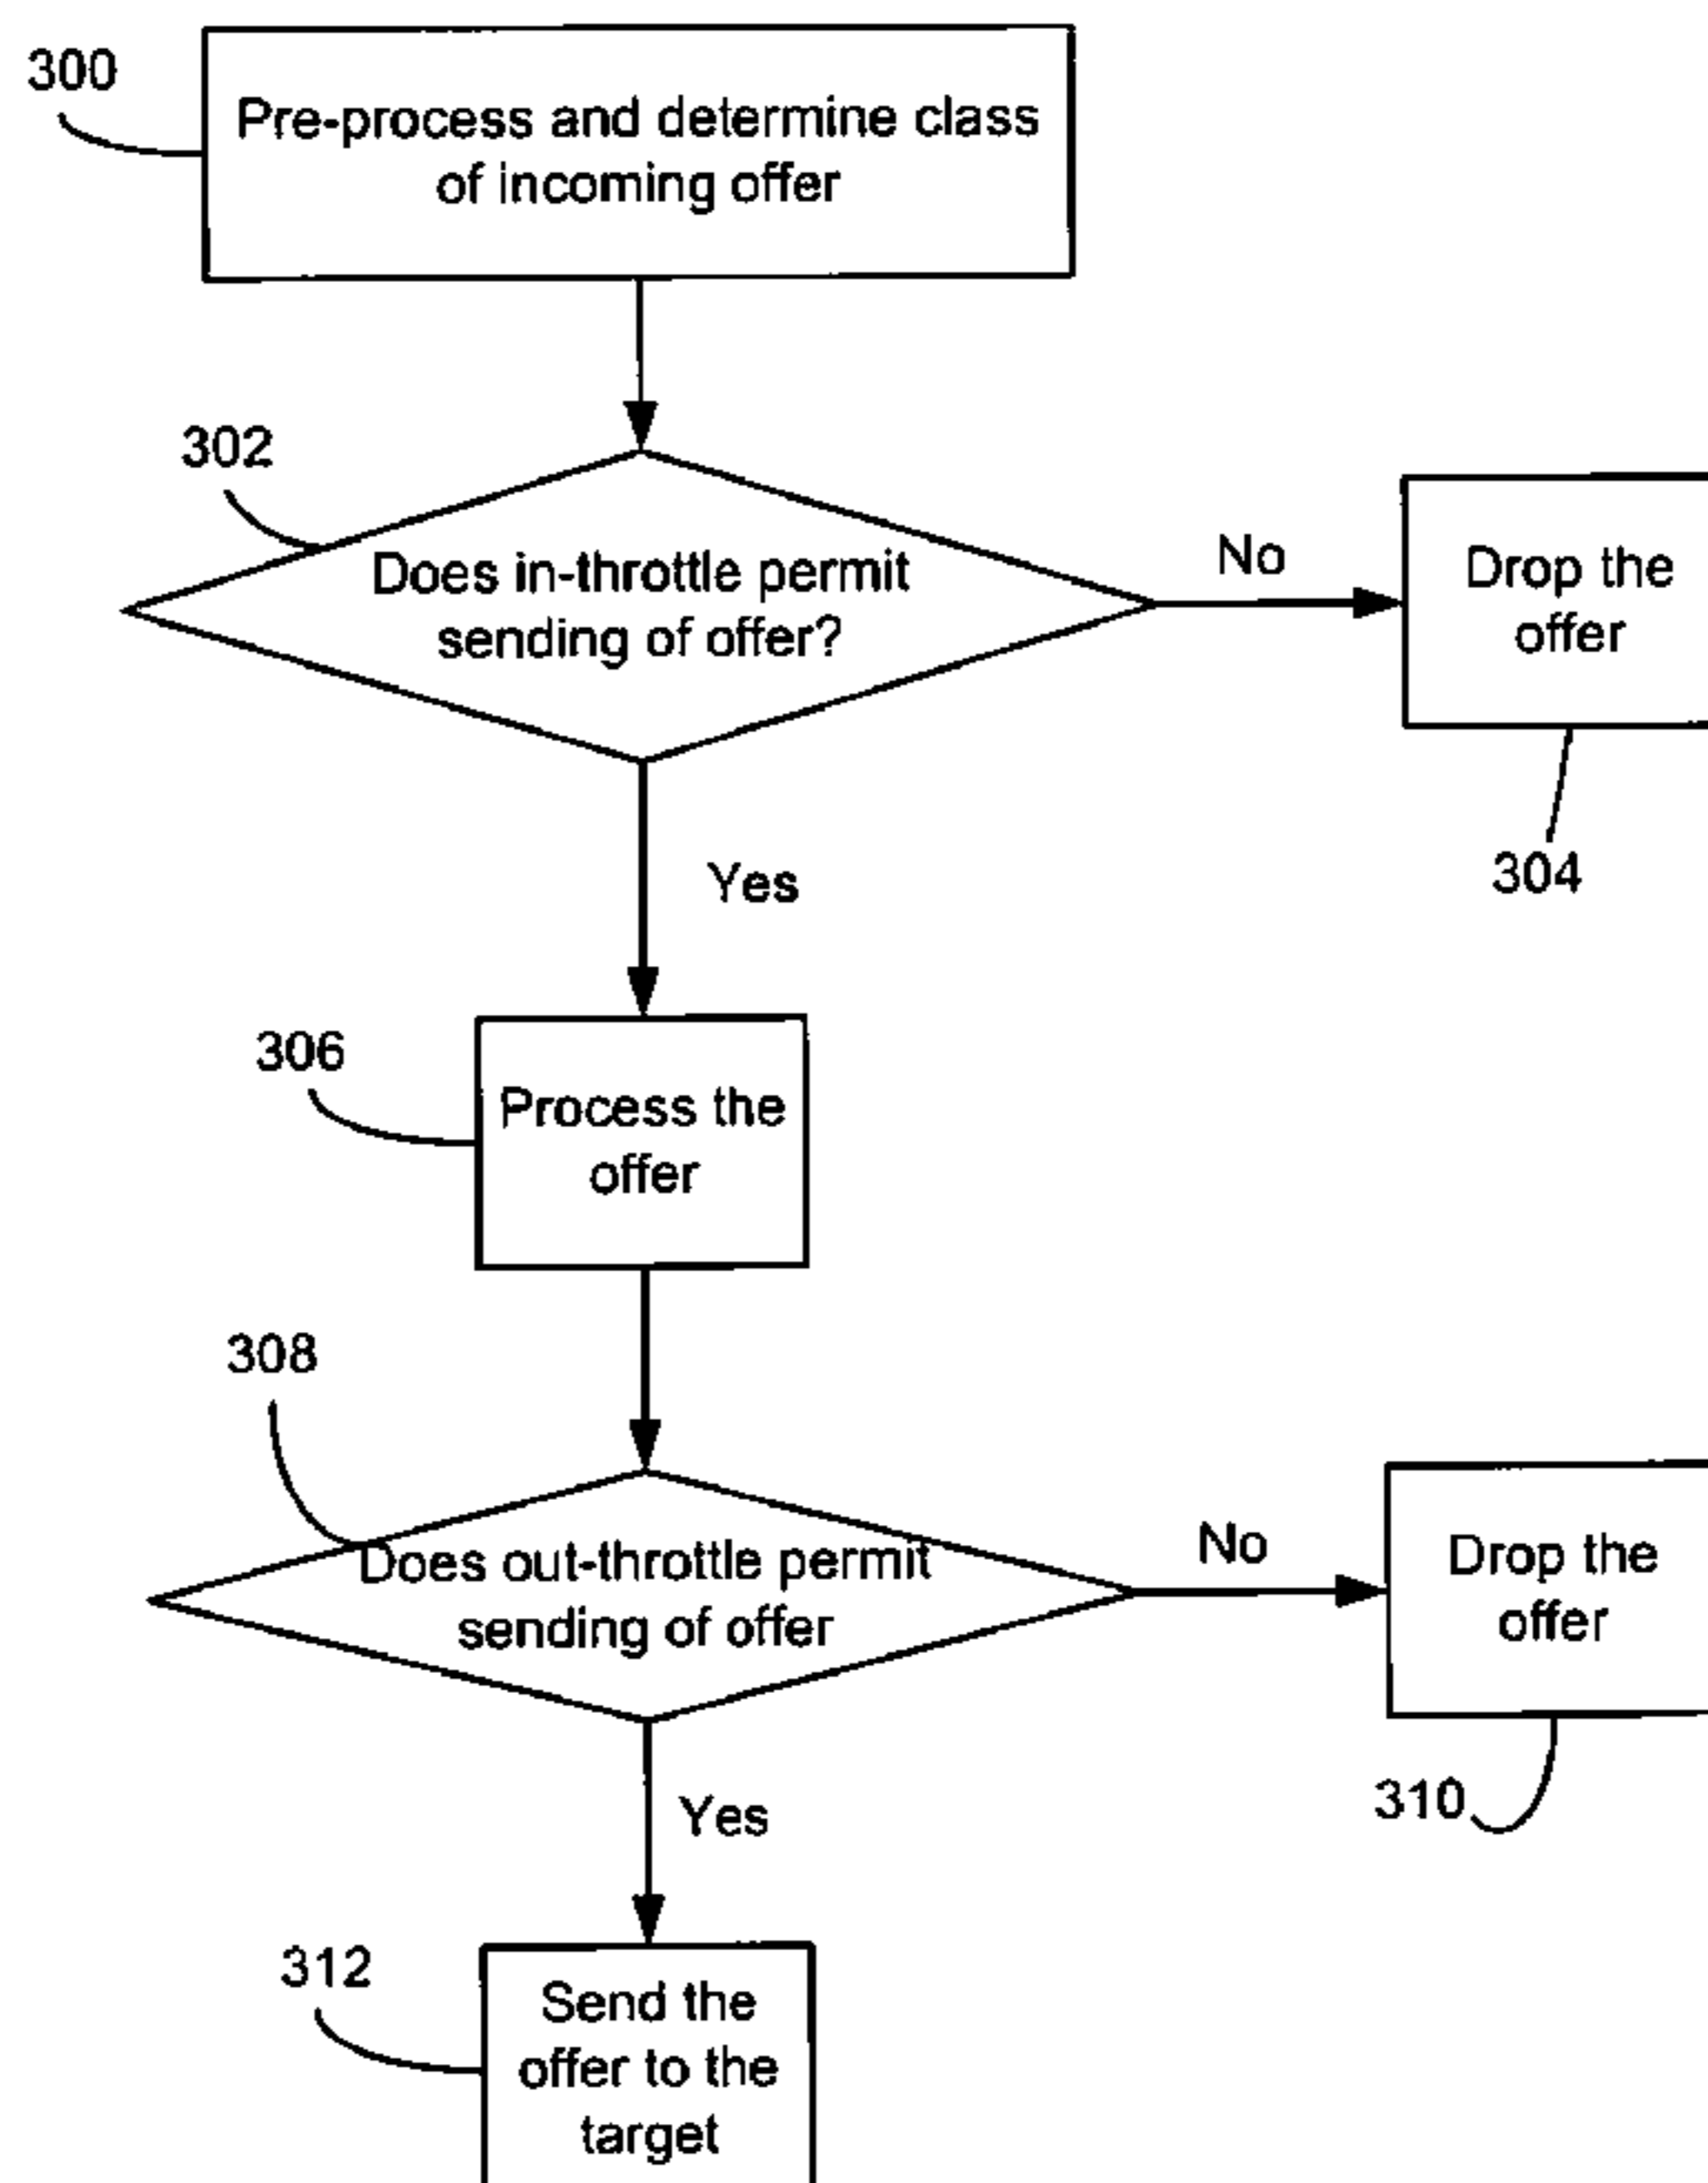 300
Pre-process and determine class
of incoming offer
302
Does in-throttle permit
sending of offer?
No
Drop the
offer
304
Yes
306
Process the
offer
308
Does out-throttle permit
sending of offer
No
Drop the
offer
310
Yes
312
Send the
offer to the
target